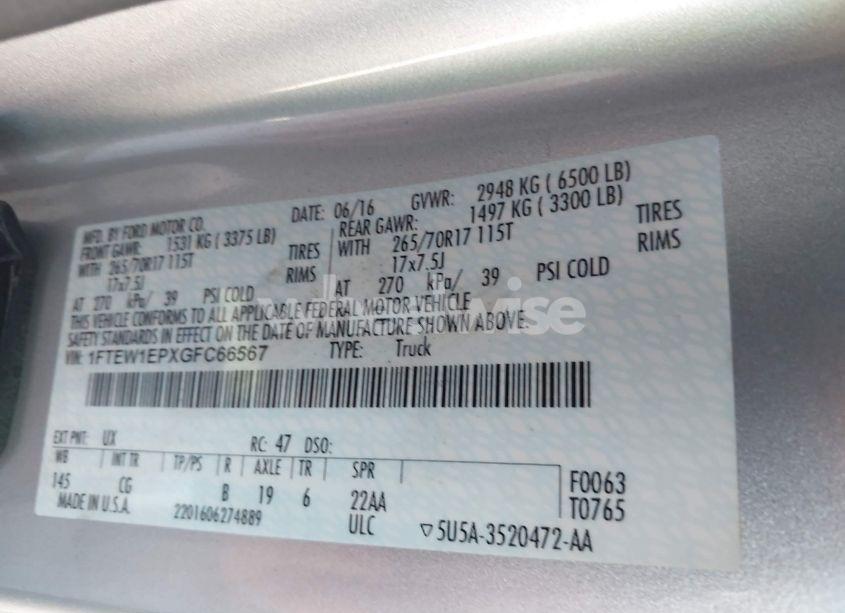 MFD. BY FORD MOTOR CO. DATE: 06/16 GVWR: 2948 KG ( 6500 LB)
FRONT GAWR: 1531 KG ( 3375 LB) REAR GAWR: 1497 KG ( 3300 LB)
WITH 265/70R17 115T TIRES WITH 265/70R17 115T TIRES
17x7.5J RIMS 17x7.5J RIMS
AT 270 kPa/ 39 PSI COLD AT 270 kPa/ 39 PSI COLD
THIS VEHICLE CONFORMS TO ALL APPLICABLE FEDERAL MOTOR VEHICLE
SAFETY STANDARDS IN EFFECT ON THE DATE OF MANUFACTURE SHOWN ABOVE.
VIN: 1FTEW1EPXGFC66567 TYPE: Truck
EXT PNT: UX RC: 47 DSO:
WB INT TR TP/PS R AXLE TR SPR
145 CG B 19 6 22AA F0063
MADE IN U.S.A. 2201606274889 ULC T0765
5U5A-3520472-AA